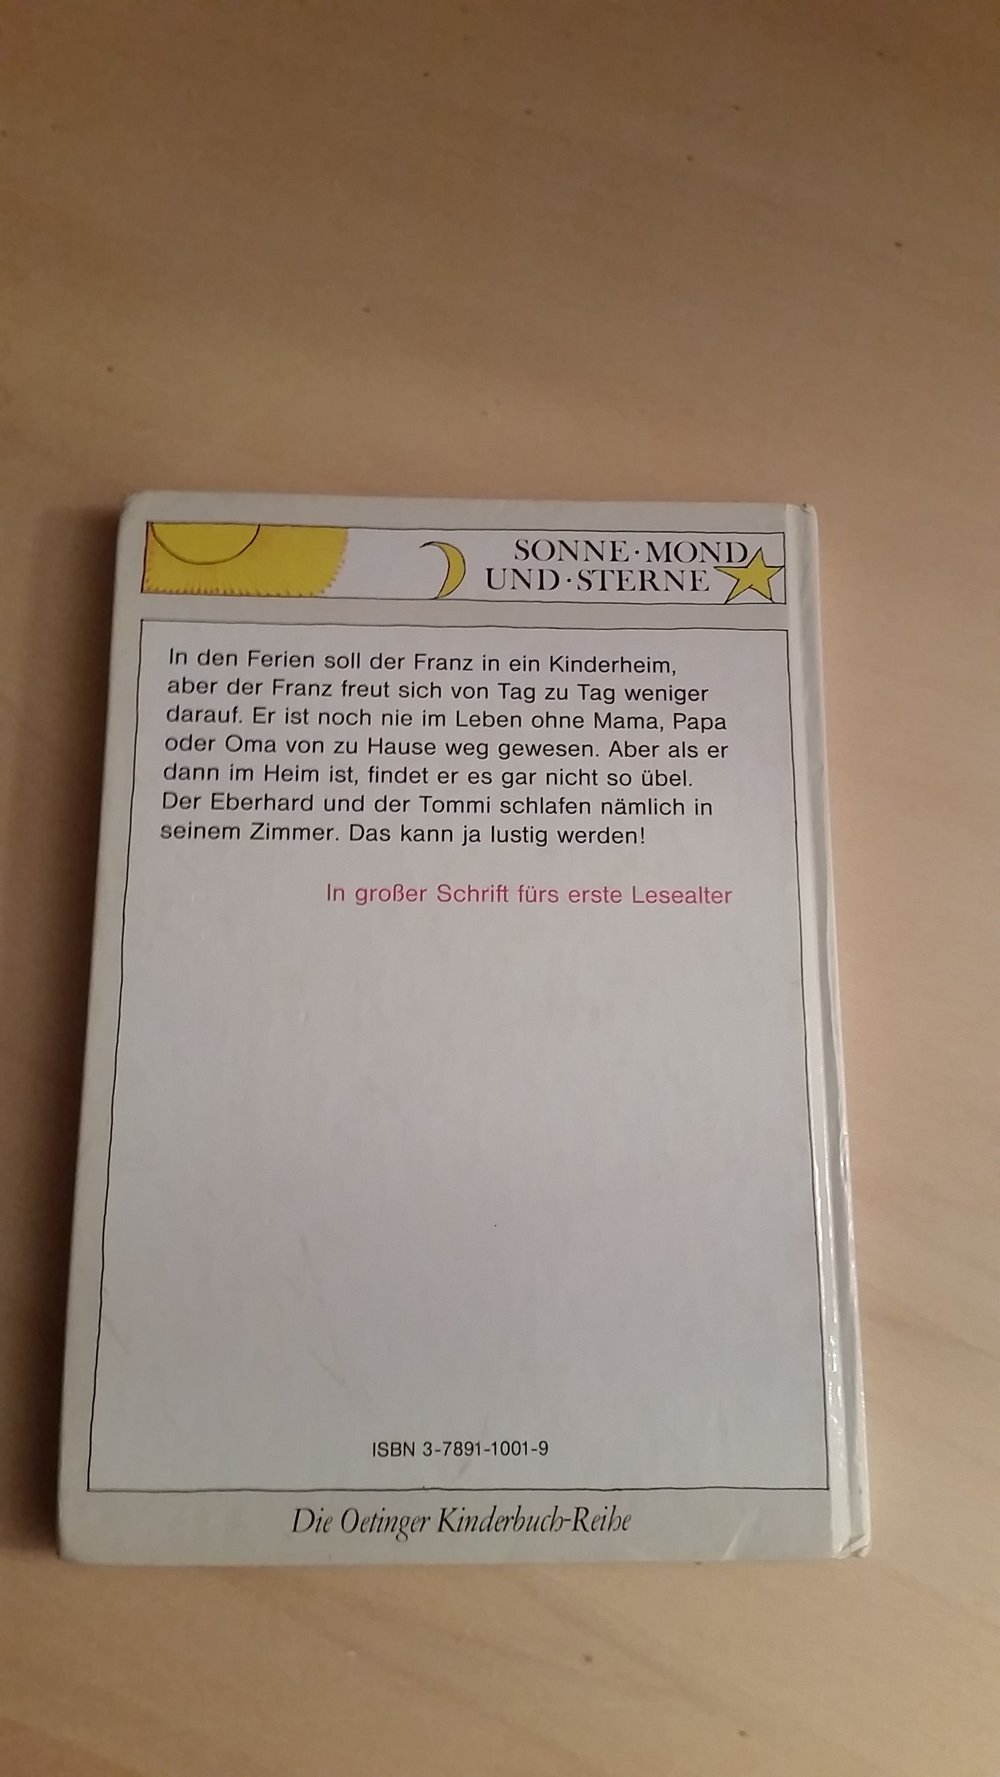 SONNE·MOND
UND·STERNE
In den Ferien soll der Franz in ein Kinderheim,
aber der Franz freut sich von Tag zu Tag weniger
darauf. Er ist noch nie im Leben ohne Mama, Papa
oder Oma von zu Hause weg gewesen. Aber als er
dann im Heim ist, findet er es gar nicht so übel.
Der Eberhard und der Tommi schlafen nämlich in
seinem Zimmer. Das kann ja lustig werden!
In großer Schrift fürs erste Lesealter
ISBN 3-7891-1001-9
Die Oetinger Kinderbuch-Reihe